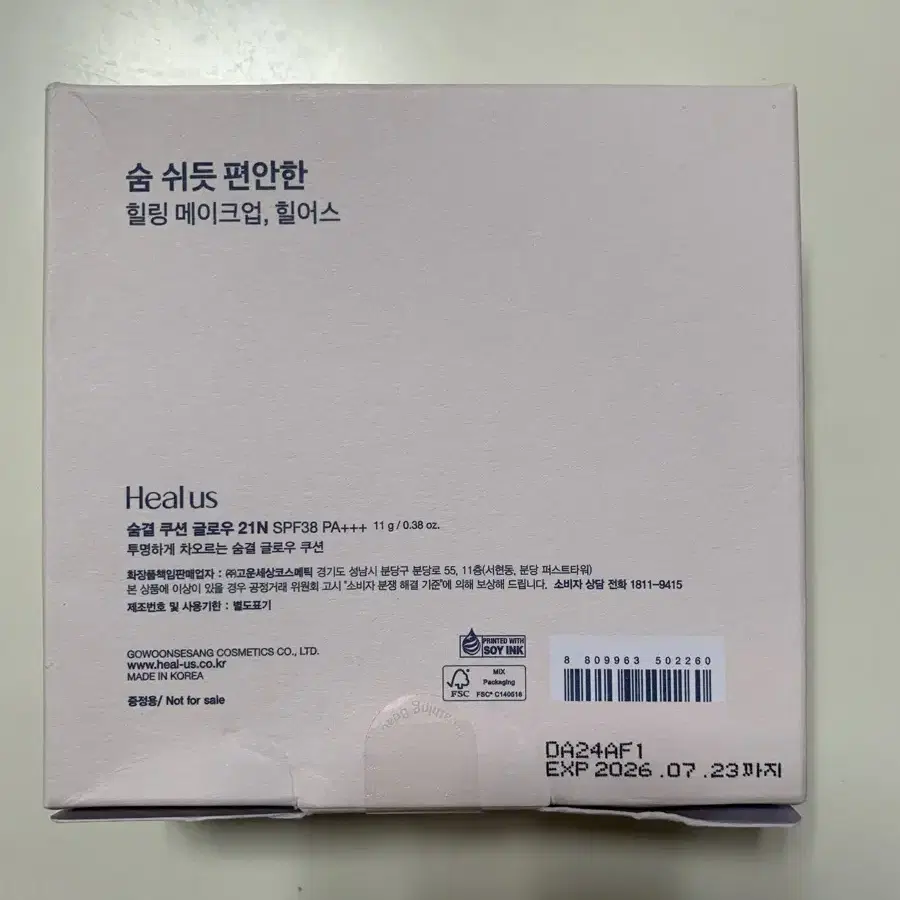 숨 쉬듯 편안한
힐링 메이크업, 힐어스
Heal us
숨결 쿠션 글로우 21N SPF38 PA+++ 11 g / 0.38 oz.
투명하게 차오르는 숨결 글로우 쿠션
화장품책임판매업자 : ㈜고운세상코스메틱 경기도 성남시 분당구 분당로 55, 11층(서현동, 분당 퍼스트타워)
본 상품에 이상이 있을 경우 공정거래 위원회 고시 "소비자 분쟁 해결 기준"에 의해 보상해 드립니다. 소비자 상담 전화 1811-9415
제조번호 및 사용기한 : 별도표기
GOWOONSESANG COSMETICS CO., LTD.
www.heal-us.co.kr
MADE IN KOREA
증정용/ Not for sale
PRINTED WITH
SOY INK
FSC
MIX
Packaging
FSC® C140516
8 809963 502260
DA24AF1
EXP 2026.07.23까지